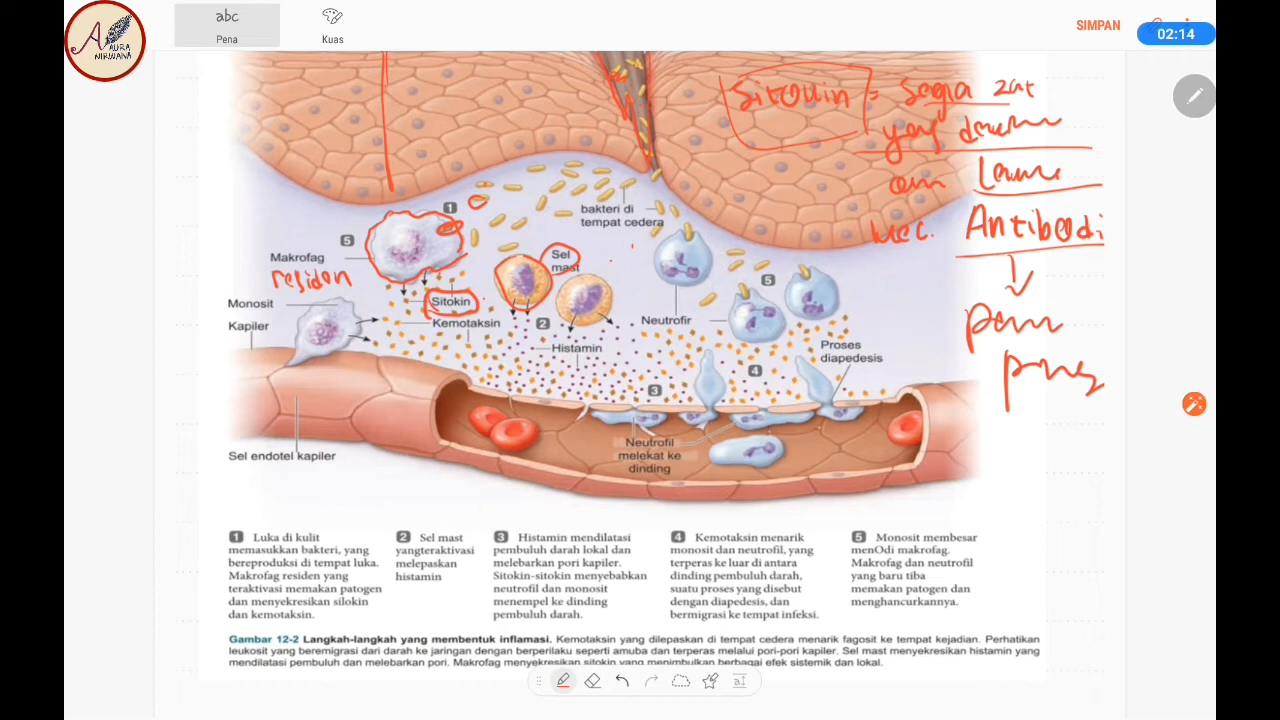 abc
Pena
Kuas
SIMPAN
02:14
AURA
NIRWANA
Sitokin = segala zat
yang
Antibodi
1
bakteri di
tempat cedera
5
Makrofag
residen
Sel
mast
Sitokin
Monosit
Kapiler
Kemotaksin
2
Histamin
Neutrofir
5
Proses
diapedesis
4
3
Neutrofil
melekat ke
dinding
Sel endotel kapiler
1 Luka di kulit
memasukkan bakteri, yang
bereproduksi di tempat luka.
Makrofag residen yang
teraktivasi memakan patogen
dan menyekresikan silokin
dan kemotaksin.
2 Sel mast
yangteraktivasi
melepaskan
histamin
3 Histamin mendilatasi
pembuluh darah lokal dan
melebarkan pori kapiler.
Sitokin-sitokin menyebabkan
neutrofil dan monosit
menempel ke dinding
pembuluh darah.
4 Kemotaksin menarik
monosit dan neutrofil, yang
terperas ke luar di antara
dinding pembuluh darah,
suatu proses yang disebut
dengan diapedesis, dan
bermigrasi ke tempat infeksi.
5 Monosit membesar
menOdi makrofag.
Makrofag dan neutrofil
yang baru tiba
memakan patogen dan
menghancurkannya.
Gambar 12-2 Langkah-langkah yang membentuk inflamasi. Kemotaksin yang dilepaskan di tempat cedera menarik fagosit ke tempat kejadian. Perhatikan
leukosit yang beremigrasi dari darah ke jaringan dengan berperilaku seperti amuba dan terperas melalui pori-pori kapiler. Sel mast menyekresikan histamin yang
mendilatasi pembuluh dan melebarkan pori. Makrofag menyekresikan sitokin yang menimbulkan berbagai efek sistemik dan lokal.